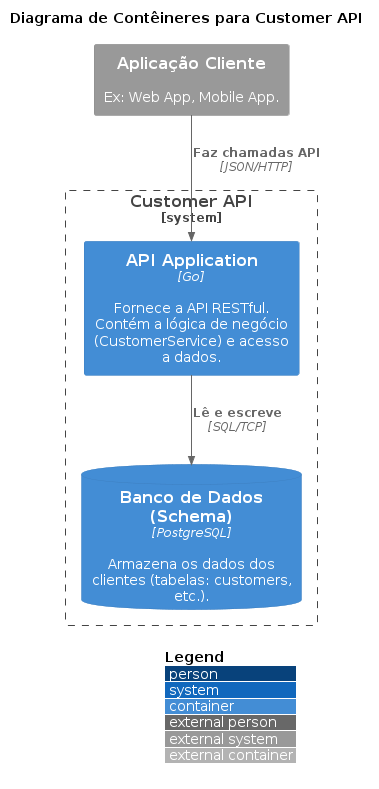 Diagrama de Contêineres para Customer API
Aplicação Cliente
Ex: Web App, Mobile App.
Faz chamadas API
[JSON/HTTP]
Customer API
[system]
API Application
[Go]
Fornece a API RESTful.
Contém a lógica de negócio
(CustomerService) e acesso
a dados.
Lê e escreve
[SQL/TCP]
Banco de Dados
(Schema)
[PostgreSQL]
Armazena os dados dos
clientes (tabelas: customers,
etc.).
Legend
person
system
container
external person
external system
external container